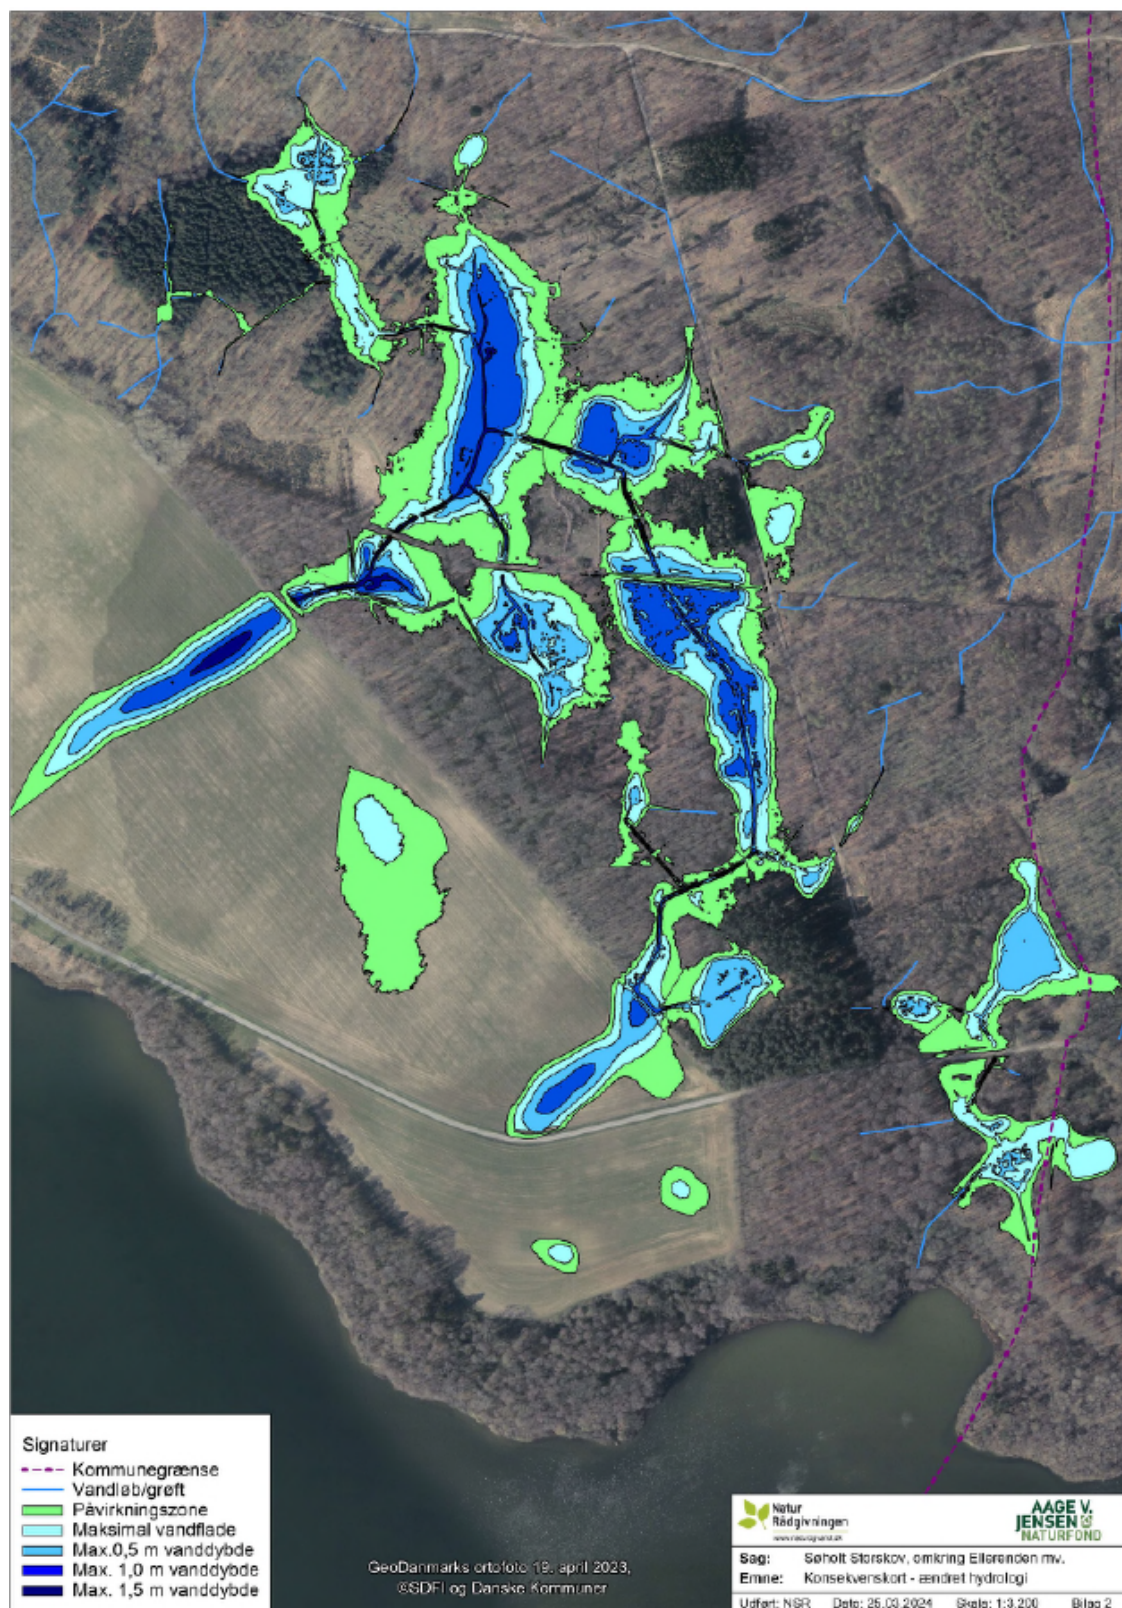 Signaturer
Kommunegrænse
Vandløb/grøft
Påvirkningszone
Maksimal vandflade
Max.0,5 m vanddybde
Max. 1,0 m vanddybde
Max. 1,5 m vanddybde
GeoDanmarks ortofoto 19. april 2023,
©SDFI og Danske Kommuner
Natur
Rådgivningen
AAGE V.
JENSEN
NATURFOND
Sag: Søholt Storskov, omkring Ellerenden mv.
Emne: Konsekvenskort - ændret hydrologi
Udført: NSR Dato: 25.03.2024 Skala: 1:3.200 Bilag 2